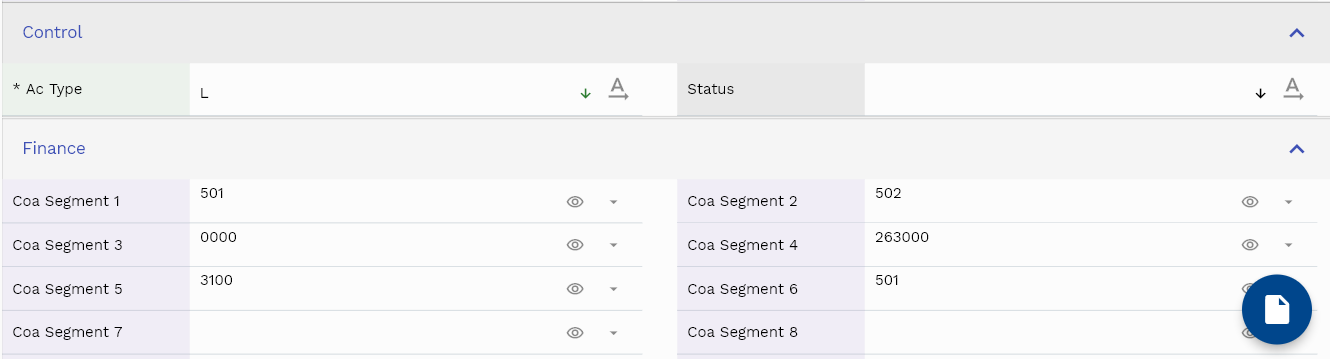 Control
* Ac Type L Status
Finance
Coa Segment 1 501 Coa Segment 2 502
Coa Segment 3 0000 Coa Segment 4 263000
Coa Segment 5 3100 Coa Segment 6 501
Coa Segment 7 Coa Segment 8